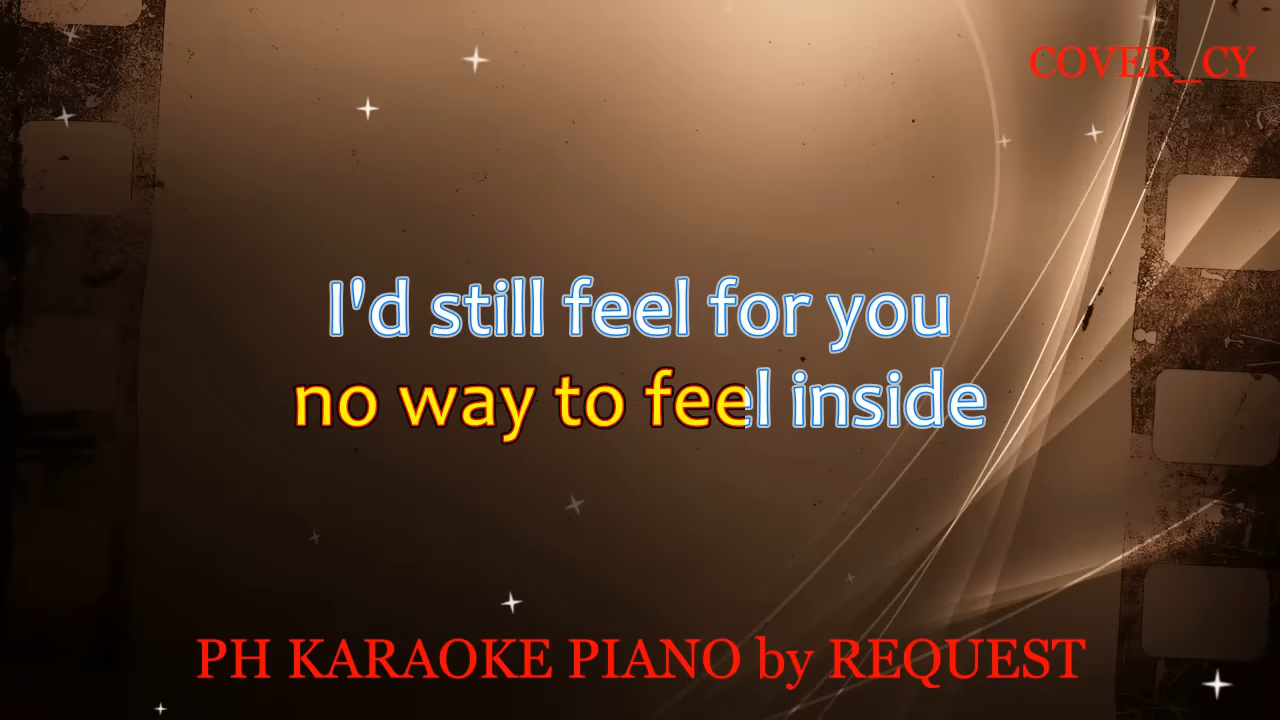 COVER_CY
I'd still feel for you
no way to feel inside
PH KARAOKE PIANO by REQUEST